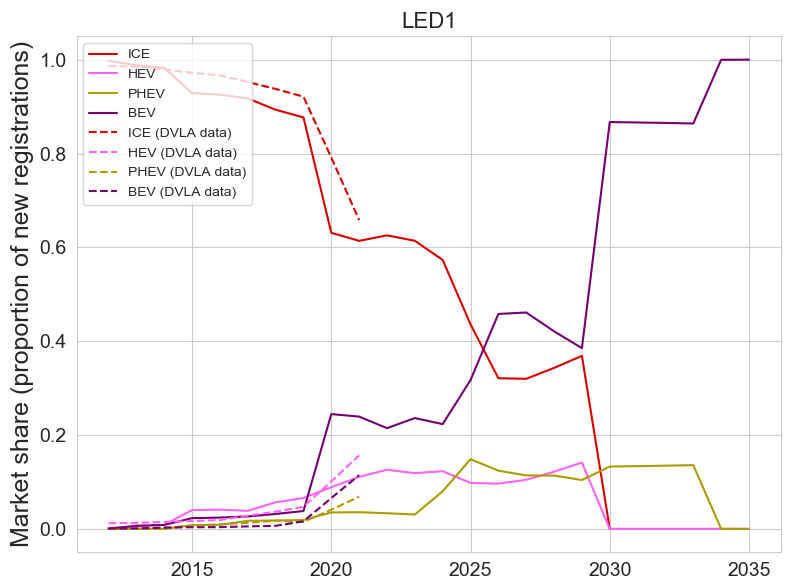 LED1
Market share (proportion of new registrations)
1.0
0.8
0.6
0.4
0.2
0.0
ICE
HEV
PHEV
BEV
ICE (DVLA data)
HEV (DVLA data)
PHEV (DVLA data)
BEV (DVLA data)
2015 2020 2025 2030 2035